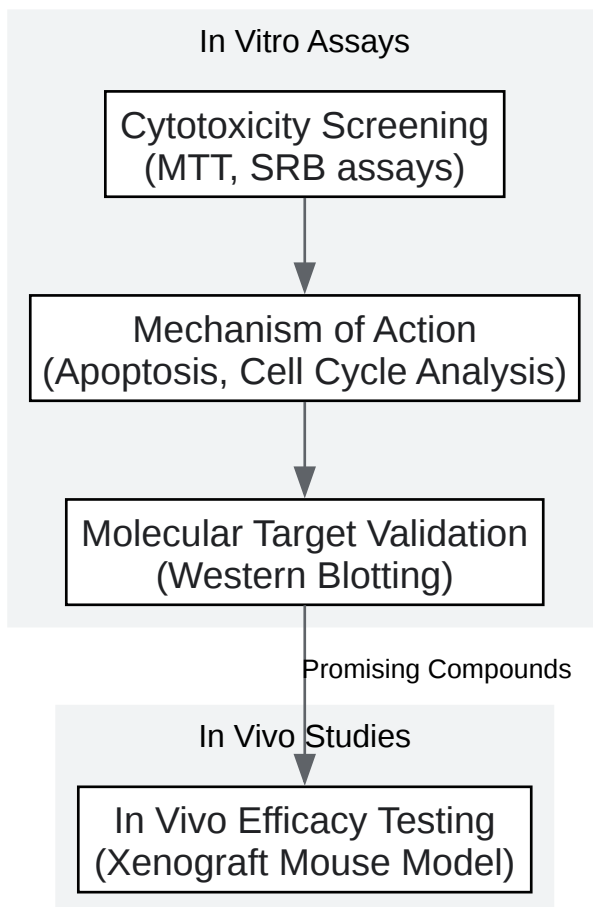 In Vitro Assays
Cytotoxicity Screening
(MTT, SRB assays)
Mechanism of Action
(Apoptosis, Cell Cycle Analysis)
Molecular Target Validation
(Western Blotting)
Promising Compounds
In Vivo Studies
In Vivo Efficacy Testing
(Xenograft Mouse Model)